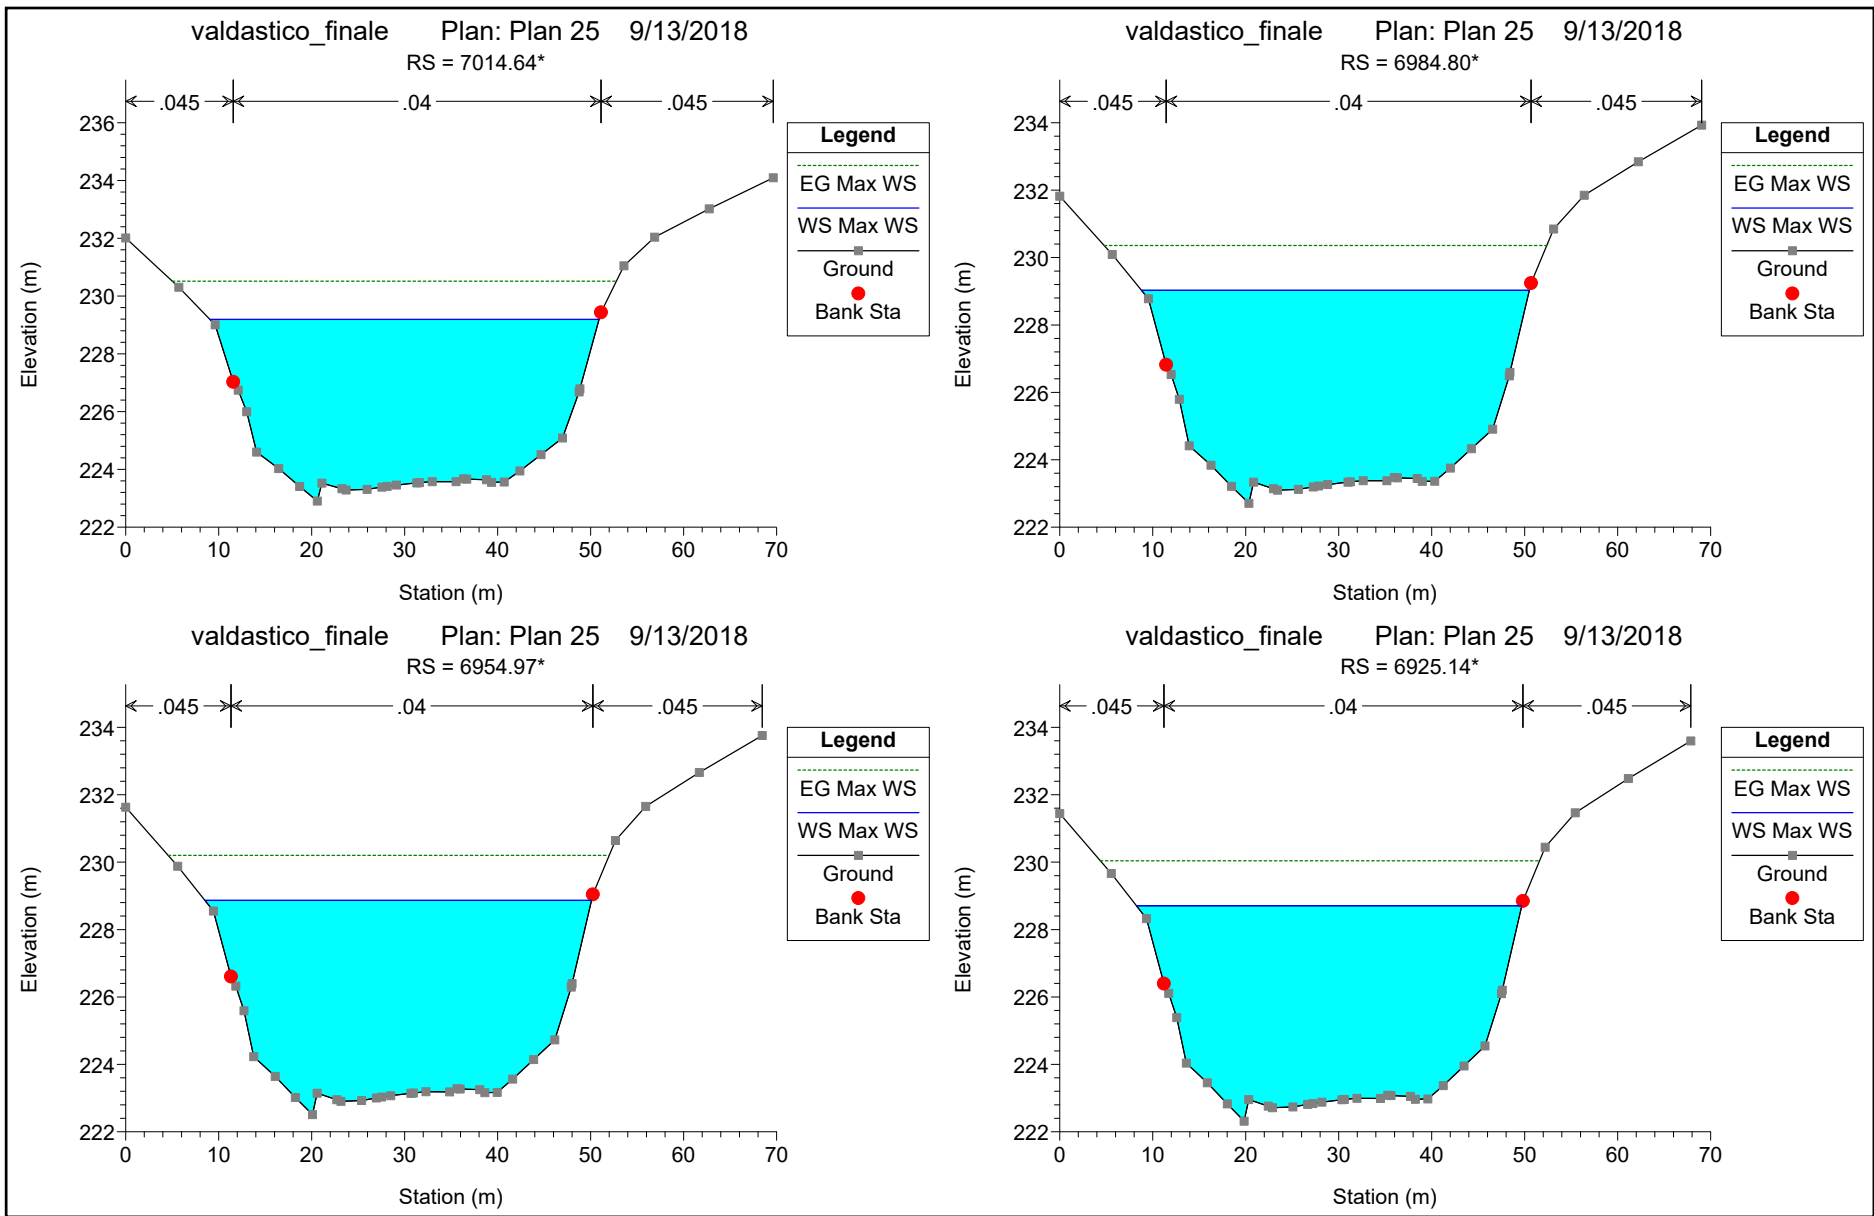 valdastico_finale Plan: Plan 25 9/13/2018
RS = 7014.64*
.045 .04 .045
236
234
232
230
228
226
224
222
0 10 20 30 40 50 60 70
Station (m)
Elevation (m)
Legend
EG Max WS
WS Max WS
Ground
Bank Sta
valdastico_finale Plan: Plan 25 9/13/2018
RS = 6984.80*
.045 .04 .045
234
232
230
228
226
224
222
0 10 20 30 40 50 60 70
Station (m)
Elevation (m)
Legend
EG Max WS
WS Max WS
Ground
Bank Sta
valdastico_finale Plan: Plan 25 9/13/2018
RS = 6954.97*
.045 .04 .045
234
232
230
228
226
224
222
0 10 20 30 40 50 60 70
Station (m)
Elevation (m)
Legend
EG Max WS
WS Max WS
Ground
Bank Sta
valdastico_finale Plan: Plan 25 9/13/2018
RS = 6925.14*
.045 .04 .045
234
232
230
228
226
224
222
0 10 20 30 40 50 60 70
Station (m)
Elevation (m)
Legend
EG Max WS
WS Max WS
Ground
Bank Sta